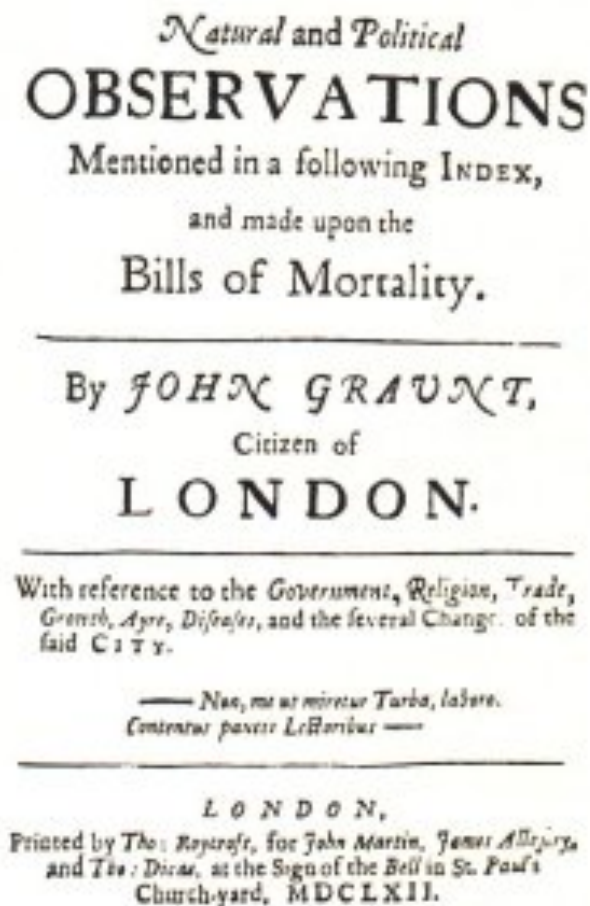 Natural and Political
OBSERVATIONS
Mentioned in a following INDEX,
and made upon the
Bills of Mortality.
By JOHN GRAUNT,
Citizen of
LONDON.
With reference to the Government, Religion, Trade,
Growth, Ayre, Diseases, and the several Change of the
said CITY.
—— Non, me ut miretur Turba, laboro.
Contentus paucis Lectoribus ——
LONDON,
Printed by Tho: Roycroft, for John Martin, James Allestry,
and Tho: Dicas, at the Sign of the Bell in St. Paul's
Church-yard, MDCLXII.